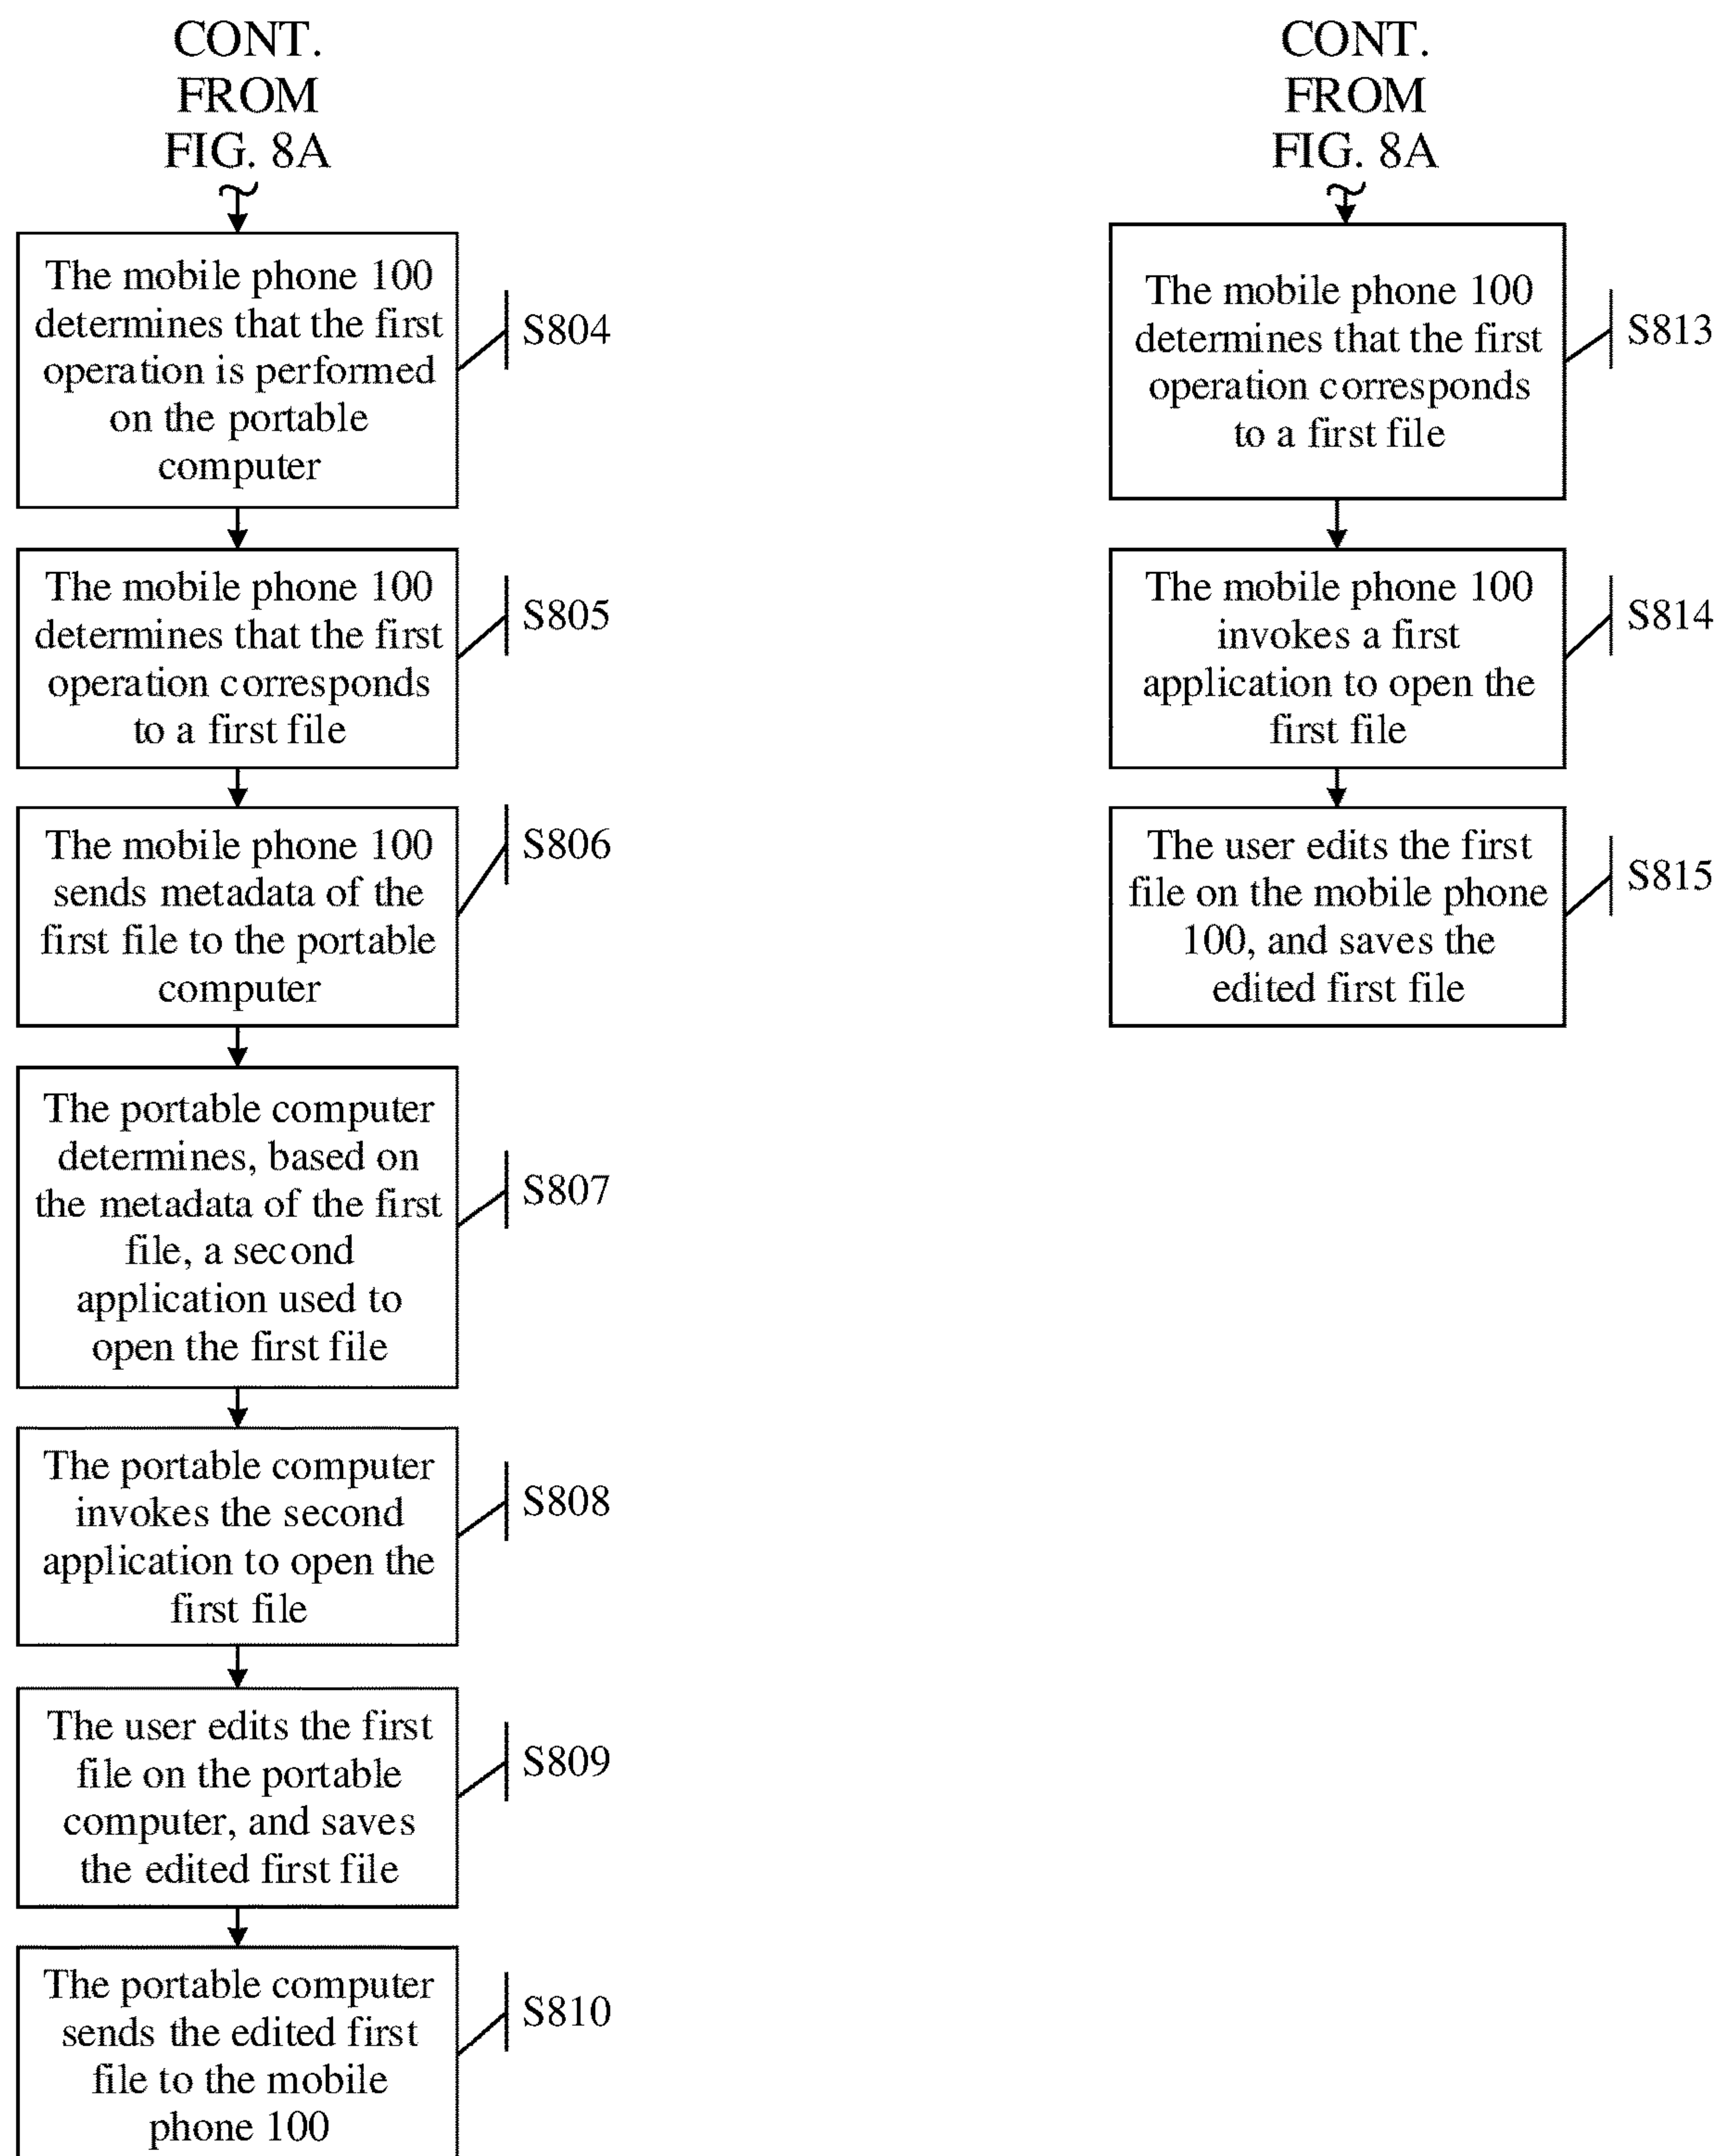 CONT.
FROM
FIG. 8A
The mobile phone 100
determines that the first
operation is performed
on the portable
computer
S804
The mobile phone 100
determines that the first
operation corresponds
to a first file
S805
The mobile phone 100
sends metadata of the
first file to the portable
computer
S806
The portable computer
determines, based on
the metadata of the first
file, a second
application used to
open the first file
S807
The portable computer
invokes the second
application to open the
first file
S808
The user edits the first
file on the portable
computer, and saves
the edited first file
S809
The portable computer
sends the edited first
file to the mobile
phone 100
S810
CONT.
FROM
FIG. 8A
The mobile phone 100
determines that the first
operation corresponds
to a first file
S813
The mobile phone 100
invokes a first
application to open the
first file
S814
The user edits the first
file on the mobile phone
100, and saves the
edited first file
S815